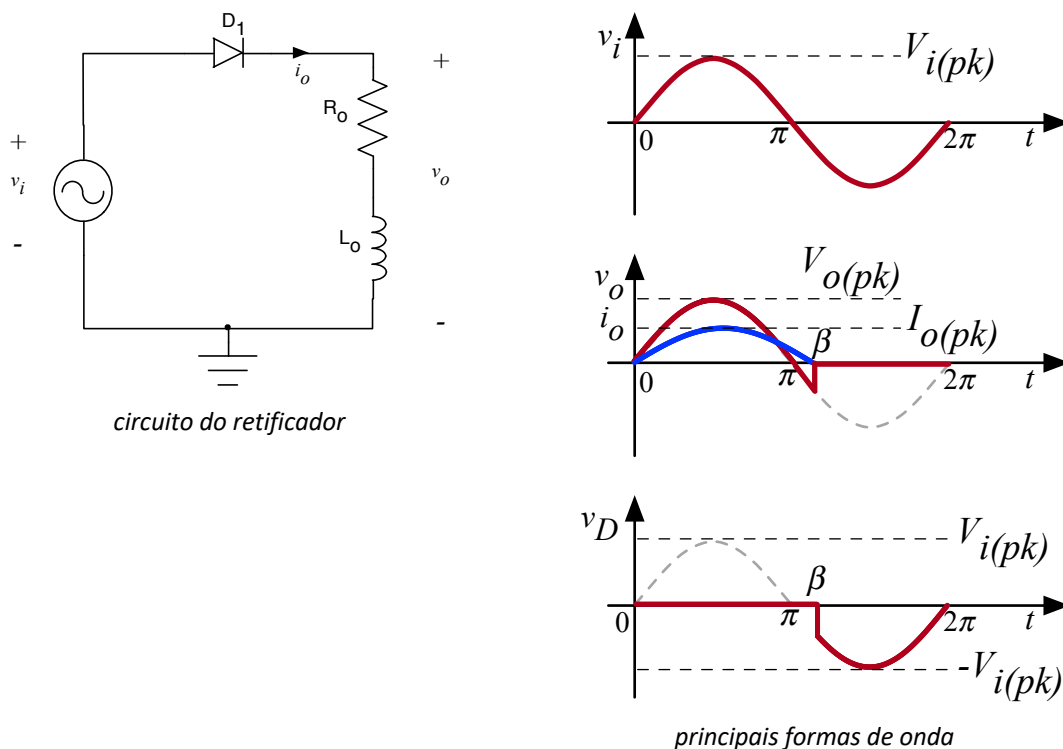 D1
io
+
Ro
+
vi
vo
-
Lo
-
circuito do retificador
vi
Vi(pk)
0
π
2π
t
vo
Vo(pk)
io
Io(pk)
β
0
π
2π
t
vD
Vi(pk)
β
0
π
2π
t
-Vi(pk)
principais formas de onda